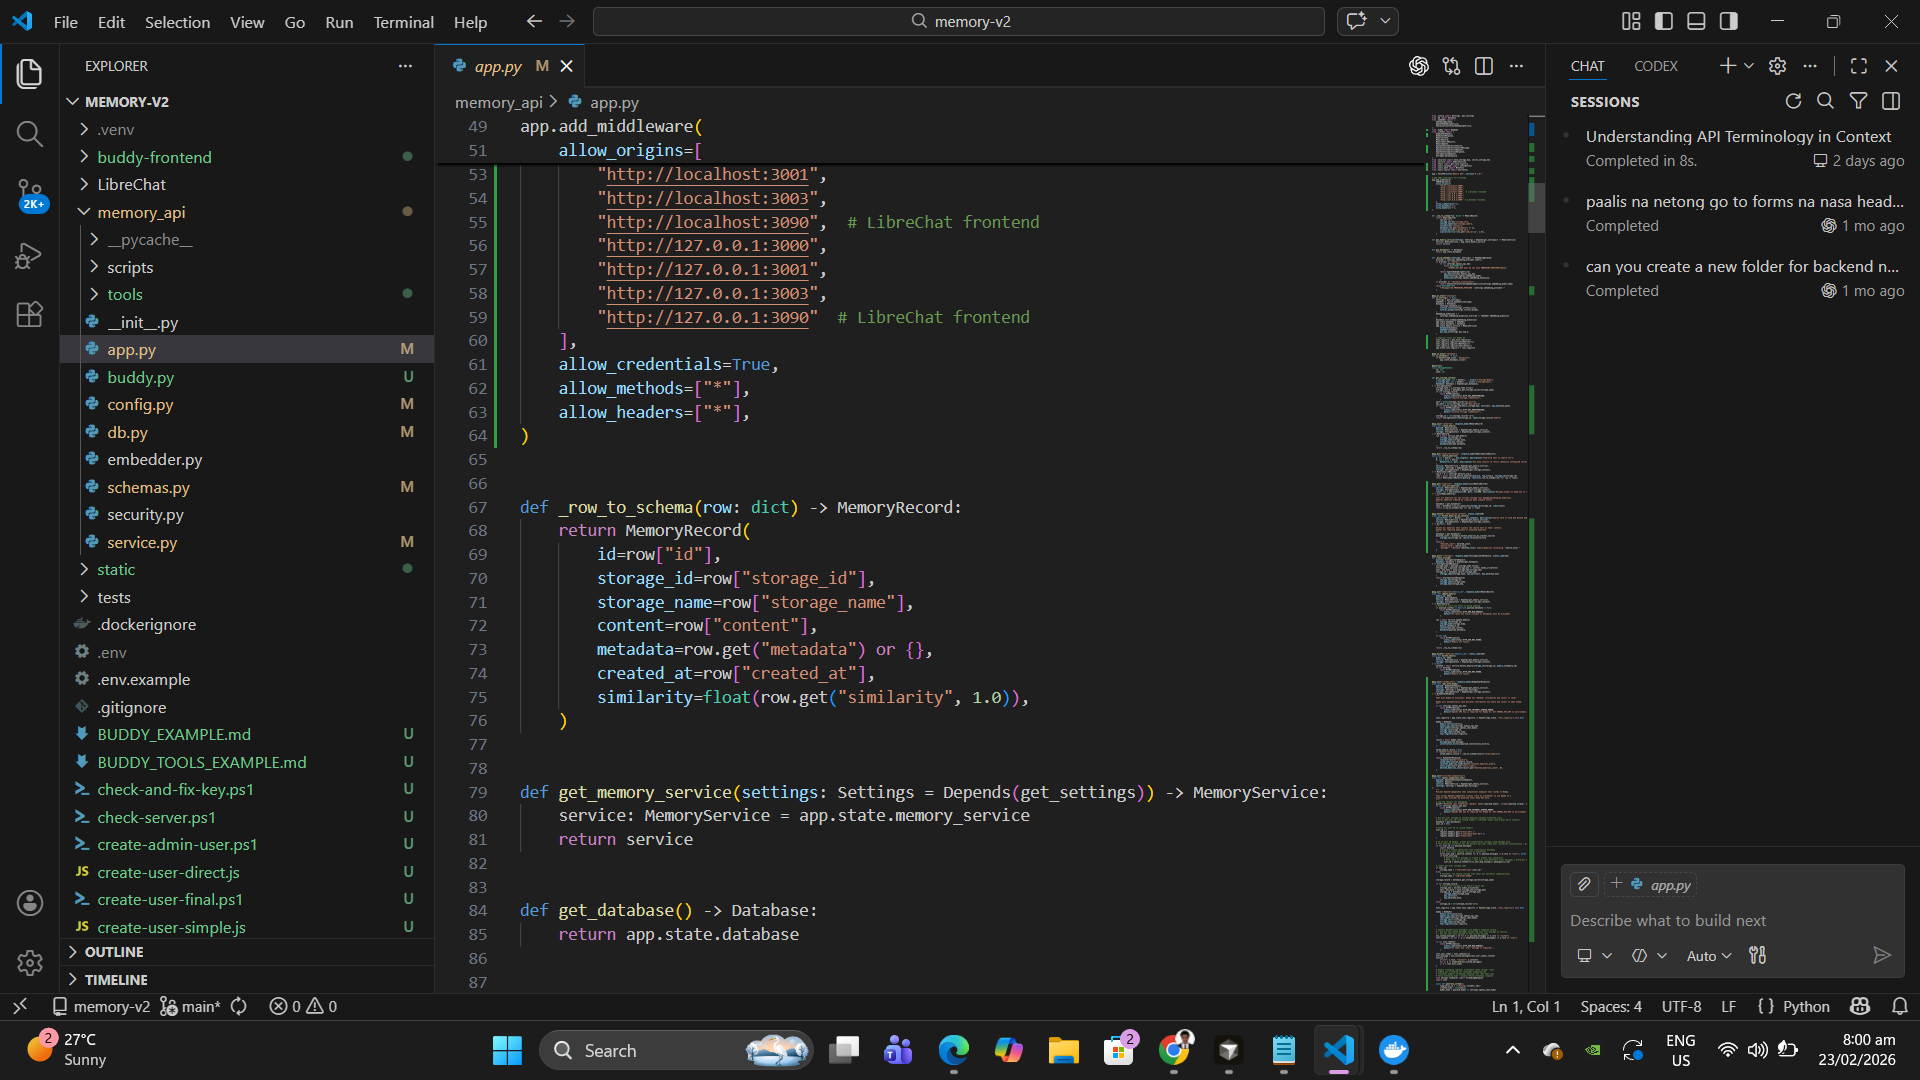 File Edit Selection View Go Run Terminal Help
memory-v2
EXPLORER
MEMORY-V2
.venv
buddy-frontend
LibreChat
memory_api
__pycache__
scripts
tools
__init__.py
app.py M
buddy.py U
config.py M
db.py M
embedder.py
schemas.py M
security.py
service.py M
static
tests
.dockerignore
.env
.env.example
.gitignore
BUDDY_EXAMPLE.md U
BUDDY_TOOLS_EXAMPLE.md U
check-and-fix-key.ps1 U
check-server.ps1 U
create-admin-user.ps1 U
create-user-direct.js U
create-user-final.ps1 U
create-user-simple.js U
OUTLINE
TIMELINE
2K+
app.py M
memory_api > app.py
49 app.add_middleware(
51     allow_origins=[
53         "http://localhost:3001",
54         "http://localhost:3003",
55         "http://localhost:3090",  # LibreChat frontend
56         "http://127.0.0.1:3000",
57         "http://127.0.0.1:3001",
58         "http://127.0.0.1:3003",
59         "http://127.0.0.1:3090"  # LibreChat frontend
60     ],
61     allow_credentials=True,
62     allow_methods=["*"],
63     allow_headers=["*"],
64 )
65
66
67 def _row_to_schema(row: dict) -> MemoryRecord:
68     return MemoryRecord(
69         id=row["id"],
70         storage_id=row["storage_id"],
71         storage_name=row["storage_name"],
72         content=row["content"],
73         metadata=row.get("metadata") or {},
74         created_at=row["created_at"],
75         similarity=float(row.get("similarity", 1.0)),
76     )
77
78
79 def get_memory_service(settings: Settings = Depends(get_settings)) -> MemoryService:
80     service: MemoryService = app.state.memory_service
81     return service
82
83
84 def get_database() -> Database:
85     return app.state.database
86
87
CHAT CODEX
SESSIONS
Understanding API Terminology in Context
Completed in 8s. 2 days ago
paalis na netong go to forms na nasa head...
Completed 1 mo ago
can you create a new folder for backend n...
Completed 1 mo ago
app.py
Describe what to build next
Auto
memory-v2 main* 0 0
Ln 1, Col 1 Spaces: 4 UTF-8 LF { } Python
2 27°C
Sunny
Search
2
ENG
US
8:00 am
23/02/2026